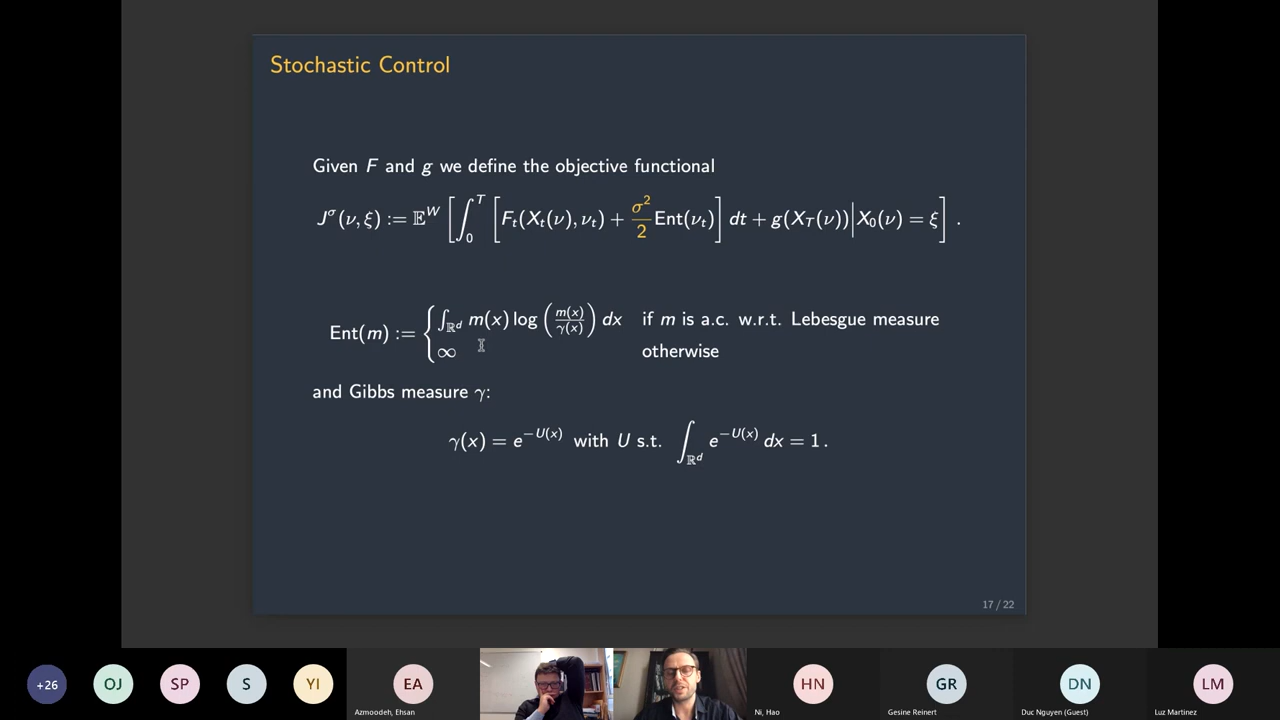 Stochastic Control
Given F and g we define the objective functional
J^σ(ν, ξ) := 𝔼^W [ ∫_0^T [ F_t(X_t(ν), ν_t) + σ²/2 Ent(ν_t) ] dt + g(X_T(ν)) | X_0(ν) = ξ ] .
Ent(m) := { ∫_{ℝ^d} m(x) log ( m(x)/γ(x) ) dx if m is a.c. w.r.t. Lebesgue measure
∞ otherwise
and Gibbs measure γ:
γ(x) = e^{−U(x)} with U s.t. ∫_{ℝ^d} e^{−U(x)} dx = 1 .
17 / 22
+26 OJ SP S YI EA HN GR DN LM
Azmoodeh, Ehsan Ni, Hao Gesine Reinert Duc Nguyen (Guest) Luz Martinez